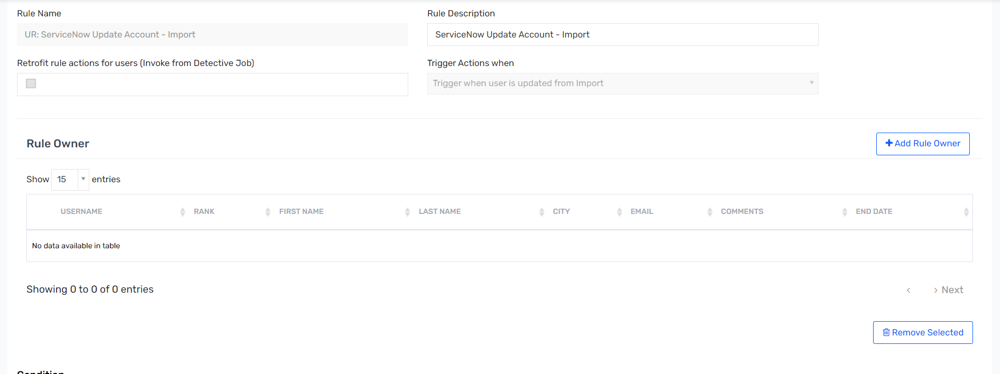 Rule Name
Rule Description
UR: ServiceNow Update Account - Import
ServiceNow Update Account - Import
Retrofit rule actions for users (Invoke from Detective Job)
Trigger Actions when
Trigger when user is updated from Import
Rule Owner
Add Rule Owner
Show 15 entries
USERNAME RANK FIRST NAME LAST NAME CITY EMAIL COMMENTS END DATE
No data available in table
Showing 0 to 0 of 0 entries
< > Next
Remove Selected
Condition